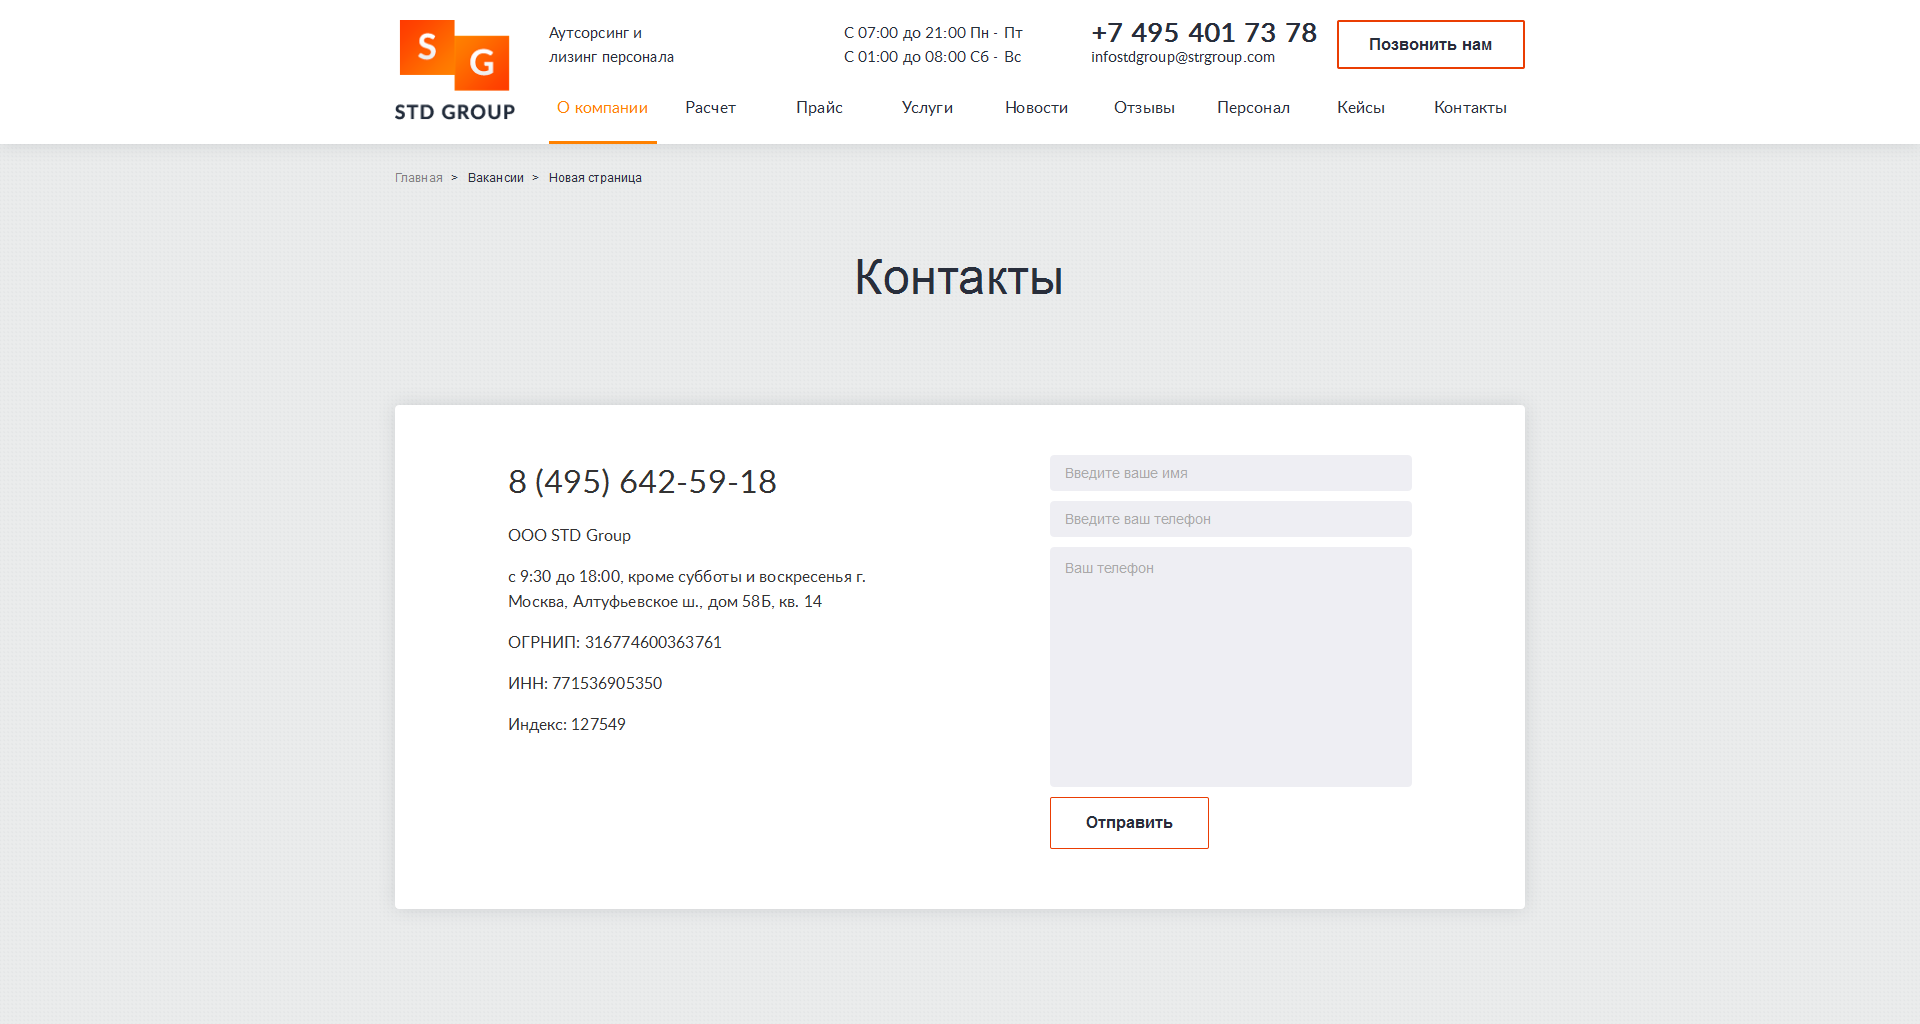 S
G
STD GROUP
Аутсорсинг и
лизинг персонала
С 07:00 до 21:00 Пн - Пт
С 01:00 до 08:00 Сб - Вс
+7 495 401 73 78
infostdgroup@strgroup.com
Позвонить нам
О компании Расчет Прайс Услуги Новости Отзывы Персонал Кейсы Контакты
Главная > Вакансии > Новая страница
Контакты
8 (495) 642-59-18
ООО STD Group
с 9:30 до 18:00, кроме субботы и воскресенья г.
Москва, Алтуфьевское ш., дом 58Б, кв. 14
ОГРНИП: 316774600363761
ИНН: 771536905350
Индекс: 127549
Введите ваше имя
Введите ваш телефон
Ваш телефон
Отправить